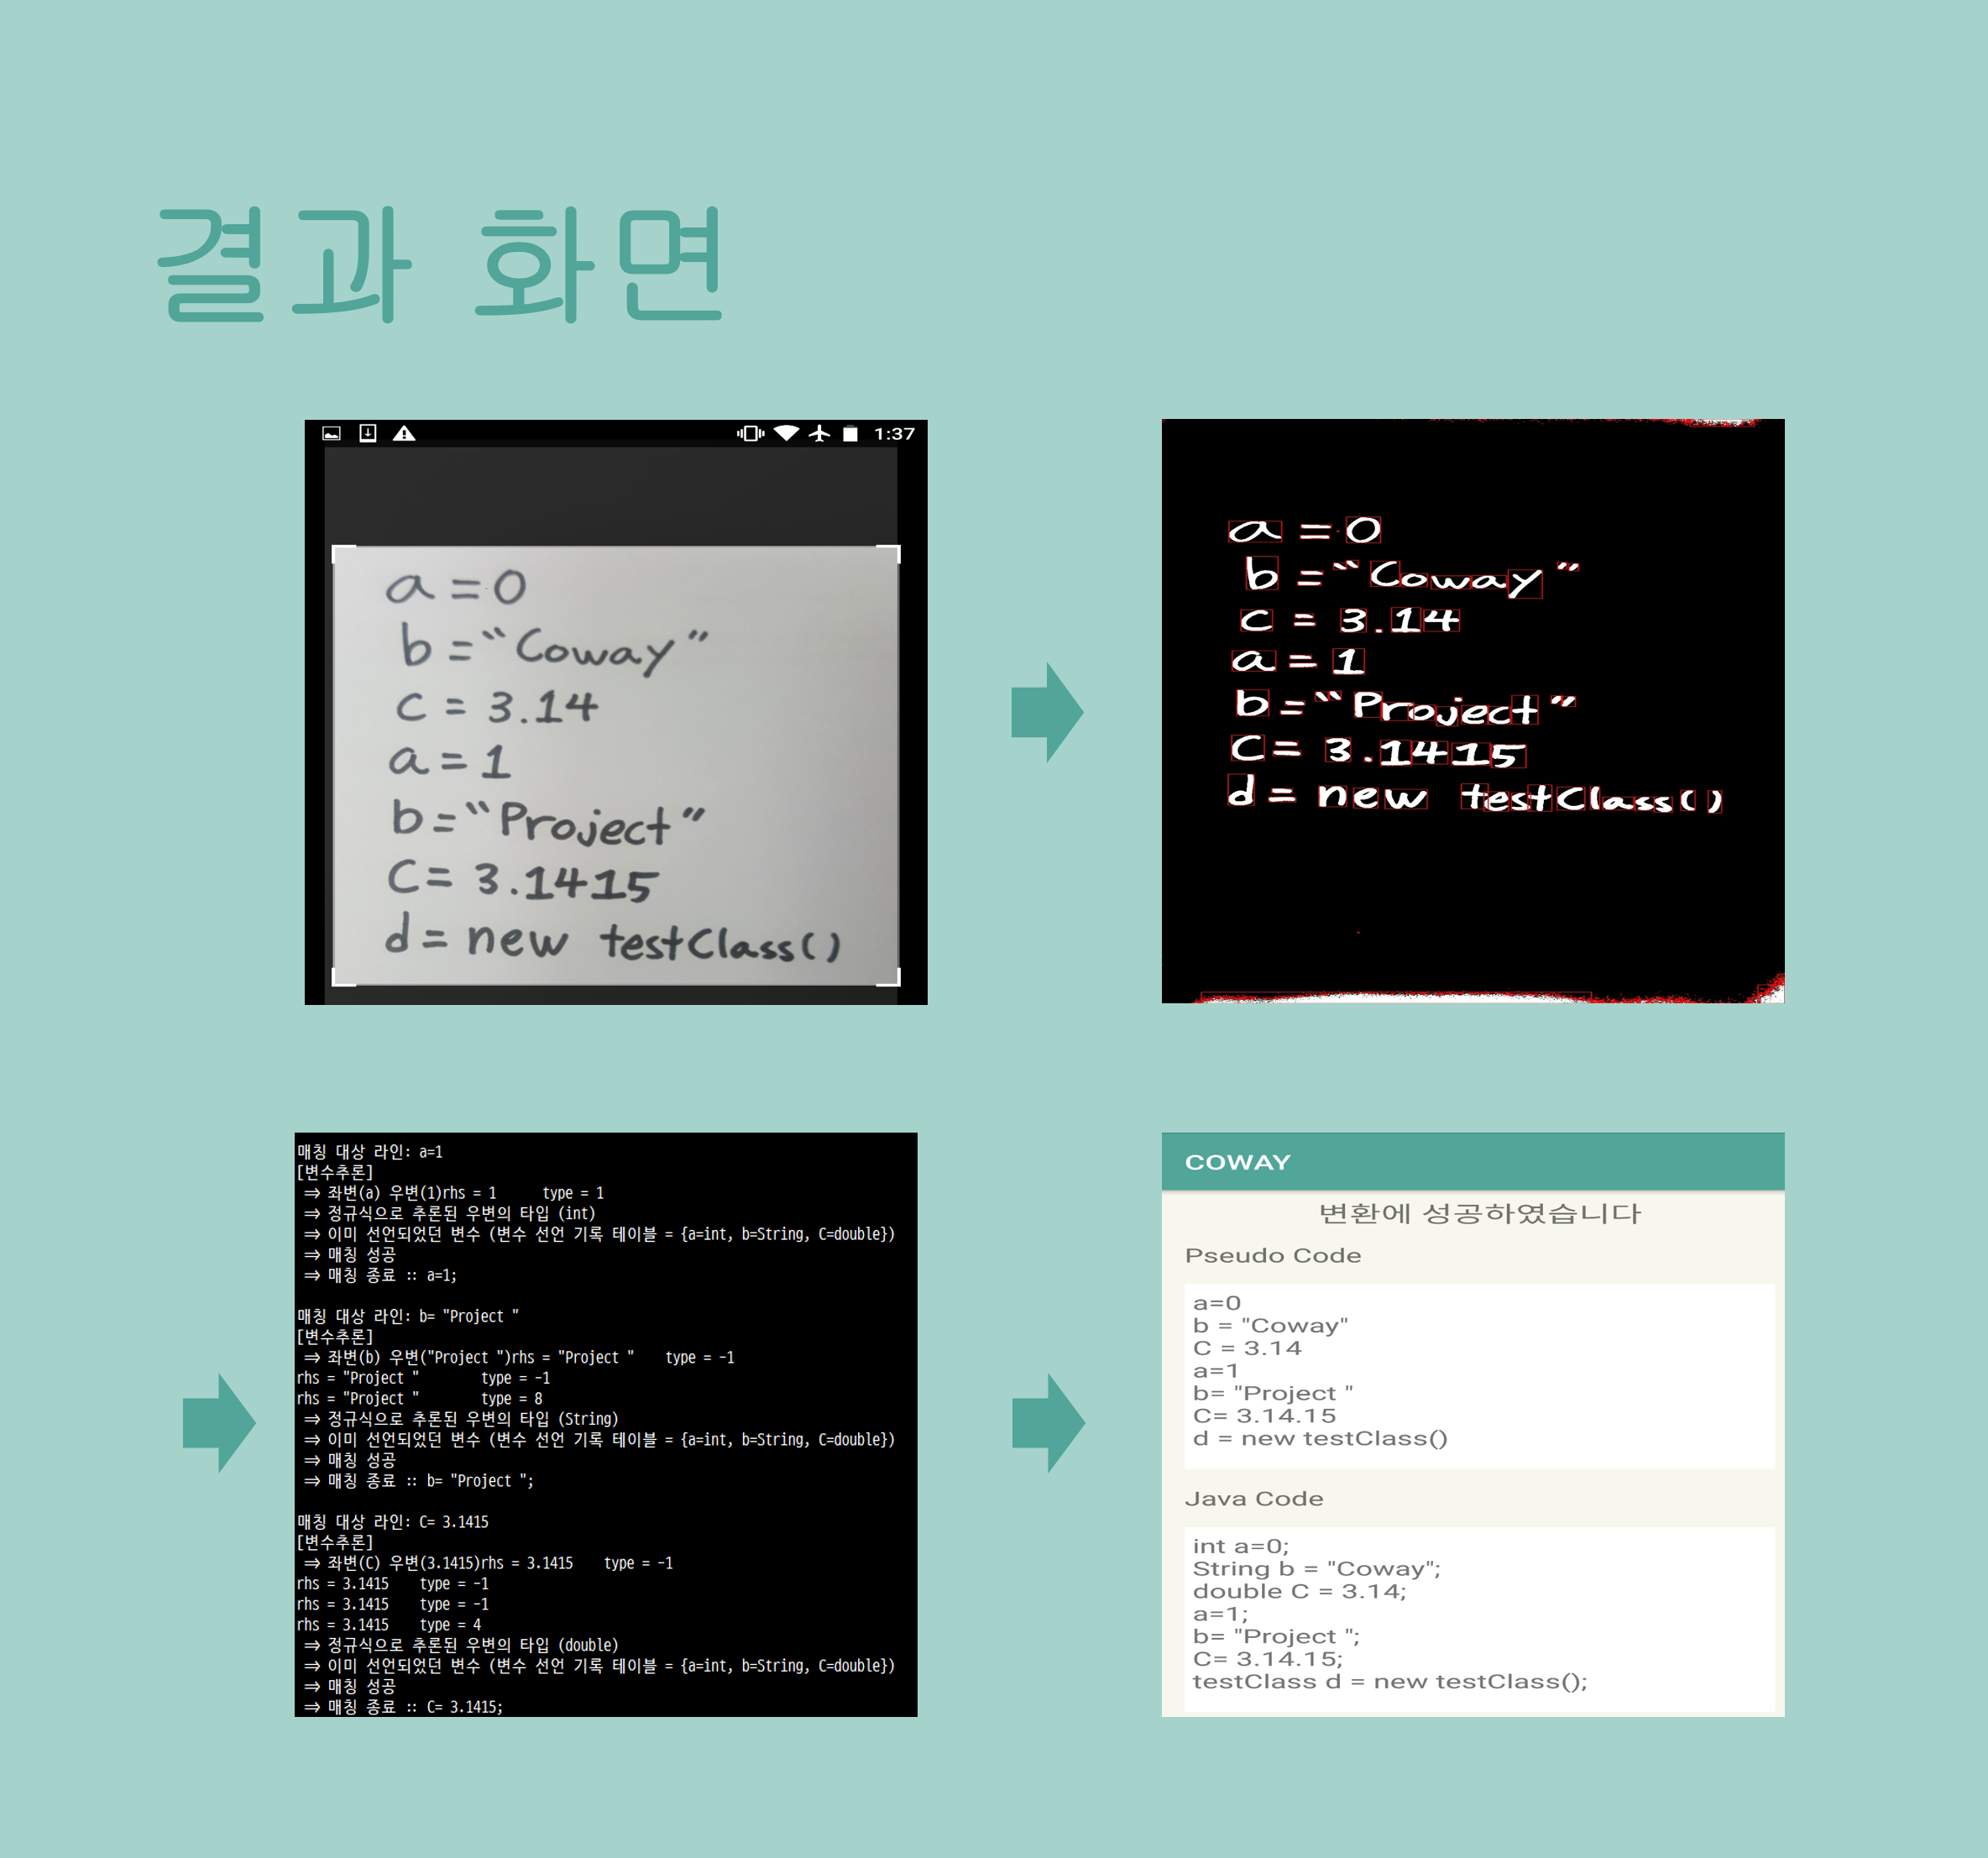 결과 화면
1:37
a = 0
b = "Coway"
c = 3.14
a = 1
b = "Project"
C = 3.1415
d = new testClass()
a = 0
b = "Coway"
c = 3.14
a = 1
b = "Project"
C = 3.1415
d = new testClass()
매칭 대상 라인: a=1
[변수추론]
=> 좌변(a) 우변(1)rhs = 1 type = 1
=> 정규식으로 추론된 우변의 타입 (int)
=> 이미 선언되었던 변수 (변수 선언 기록 테이블 = {a=int, b=String, C=double})
=> 매칭 성공
=> 매칭 종료 :: a=1;
매칭 대상 라인: b= "Project "
[변수추론]
=> 좌변(b) 우변("Project ")rhs = "Project " type = -1
rhs = "Project " type = -1
rhs = "Project " type = 8
=> 정규식으로 추론된 우변의 타입 (String)
=> 이미 선언되었던 변수 (변수 선언 기록 테이블 = {a=int, b=String, C=double})
=> 매칭 성공
=> 매칭 종료 :: b= "Project ";
매칭 대상 라인: C= 3.1415
[변수추론]
=> 좌변(C) 우변(3.1415)rhs = 3.1415 type = -1
rhs = 3.1415 type = -1
rhs = 3.1415 type = -1
rhs = 3.1415 type = 4
=> 정규식으로 추론된 우변의 타입 (double)
=> 이미 선언되었던 변수 (변수 선언 기록 테이블 = {a=int, b=String, C=double})
=> 매칭 성공
=> 매칭 종료 :: C= 3.1415;
COWAY
변환에 성공하였습니다
Pseudo Code
a=0
b = "Coway"
C = 3.14
a=1
b= "Project "
C= 3.14.15
d = new testClass()
Java Code
int a=0;
String b = "Coway";
double C = 3.14;
a=1;
b= "Project ";
C= 3.14.15;
testClass d = new testClass();